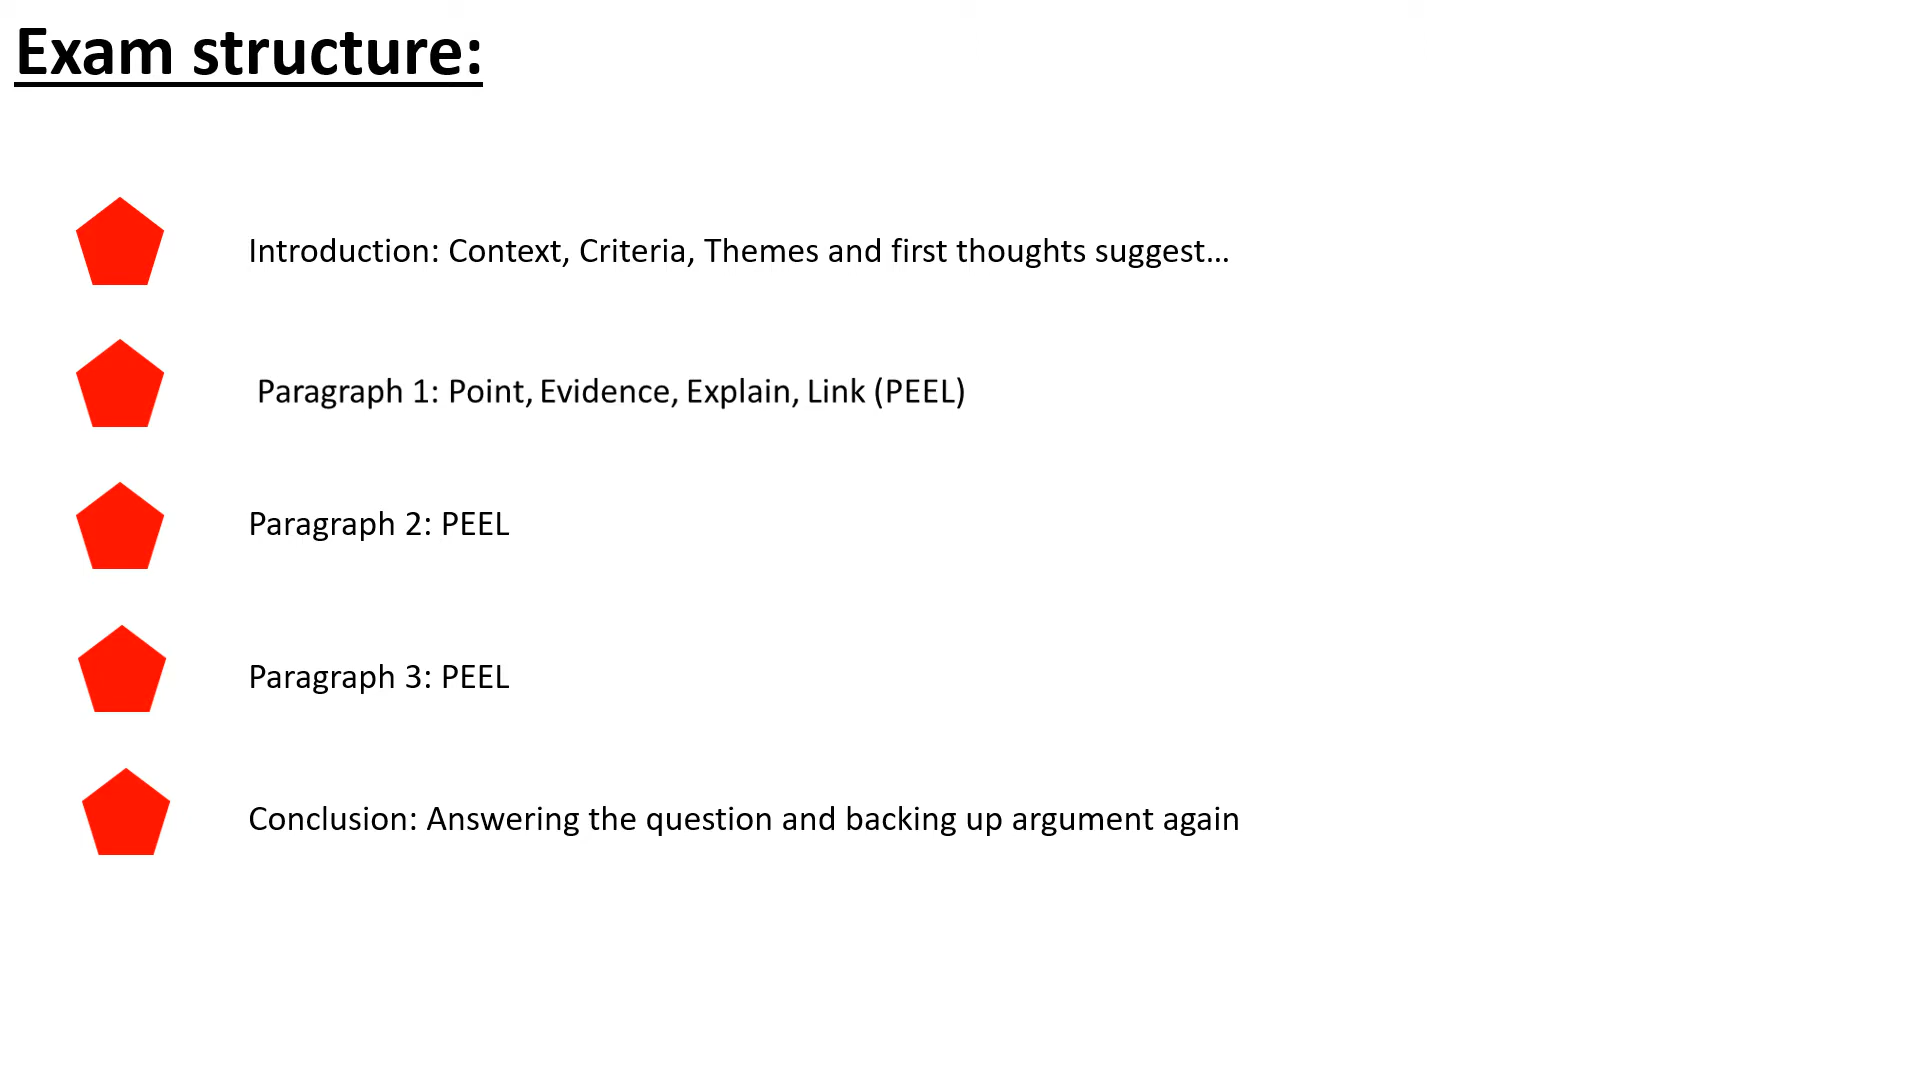 Exam structure:
Introduction: Context, Criteria, Themes and first thoughts suggest…
Paragraph 1: Point, Evidence, Explain, Link (PEEL)
Paragraph 2: PEEL
Paragraph 3: PEEL
Conclusion: Answering the question and backing up argument again